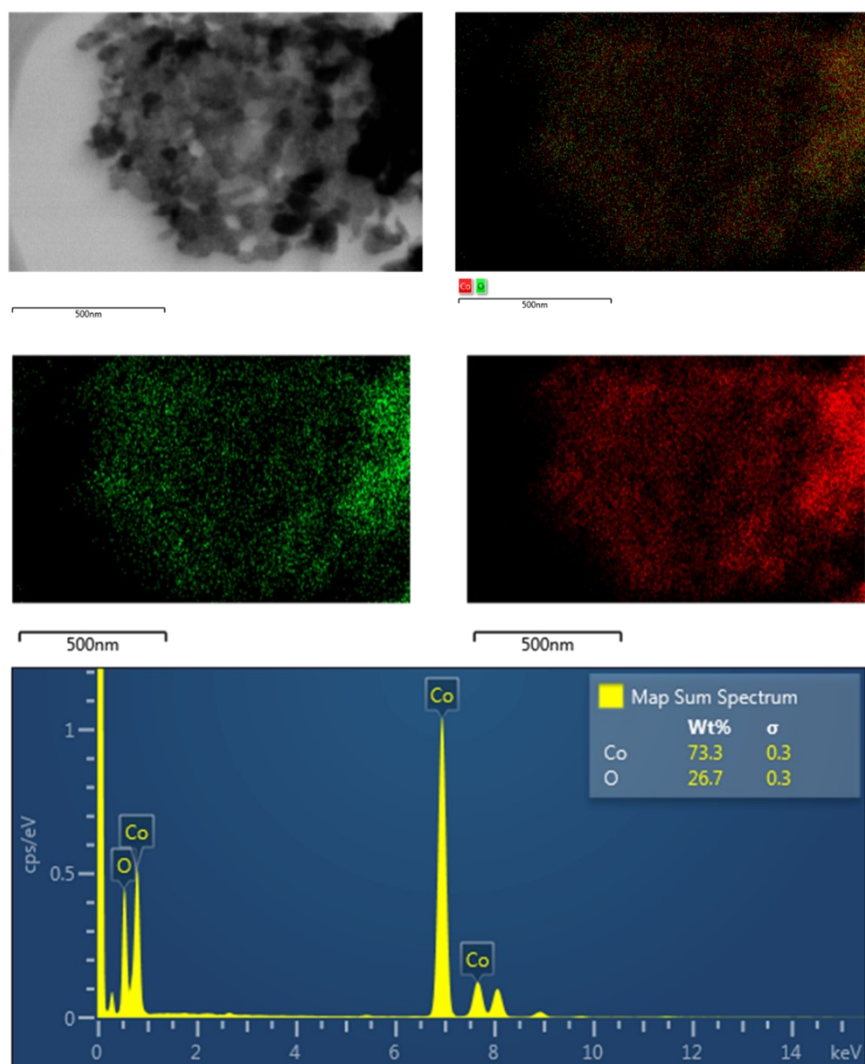 500nm
Co O
500nm
500nm
500nm
Map Sum Spectrum
Wt% σ
Co 73.3 0.3
O 26.7 0.3
Co
1
Co
O
cps/eV
0.5
Co
0
0 2 4 6 8 10 12 14 keV